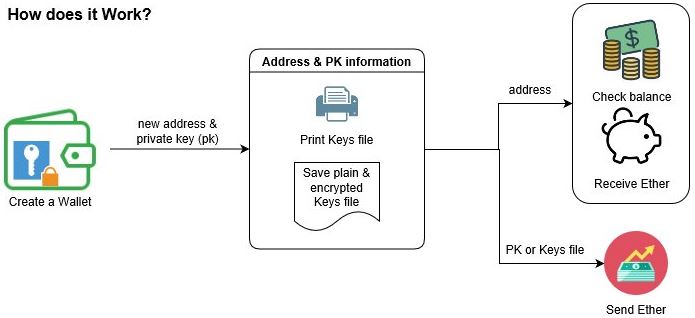 How does it Work?
Create a Wallet
new address &
private key (pk)
Address & PK information
Print Keys file
Save plain &
encrypted
Keys file
address
Check balance
Receive Ether
PK or Keys file
Send Ether